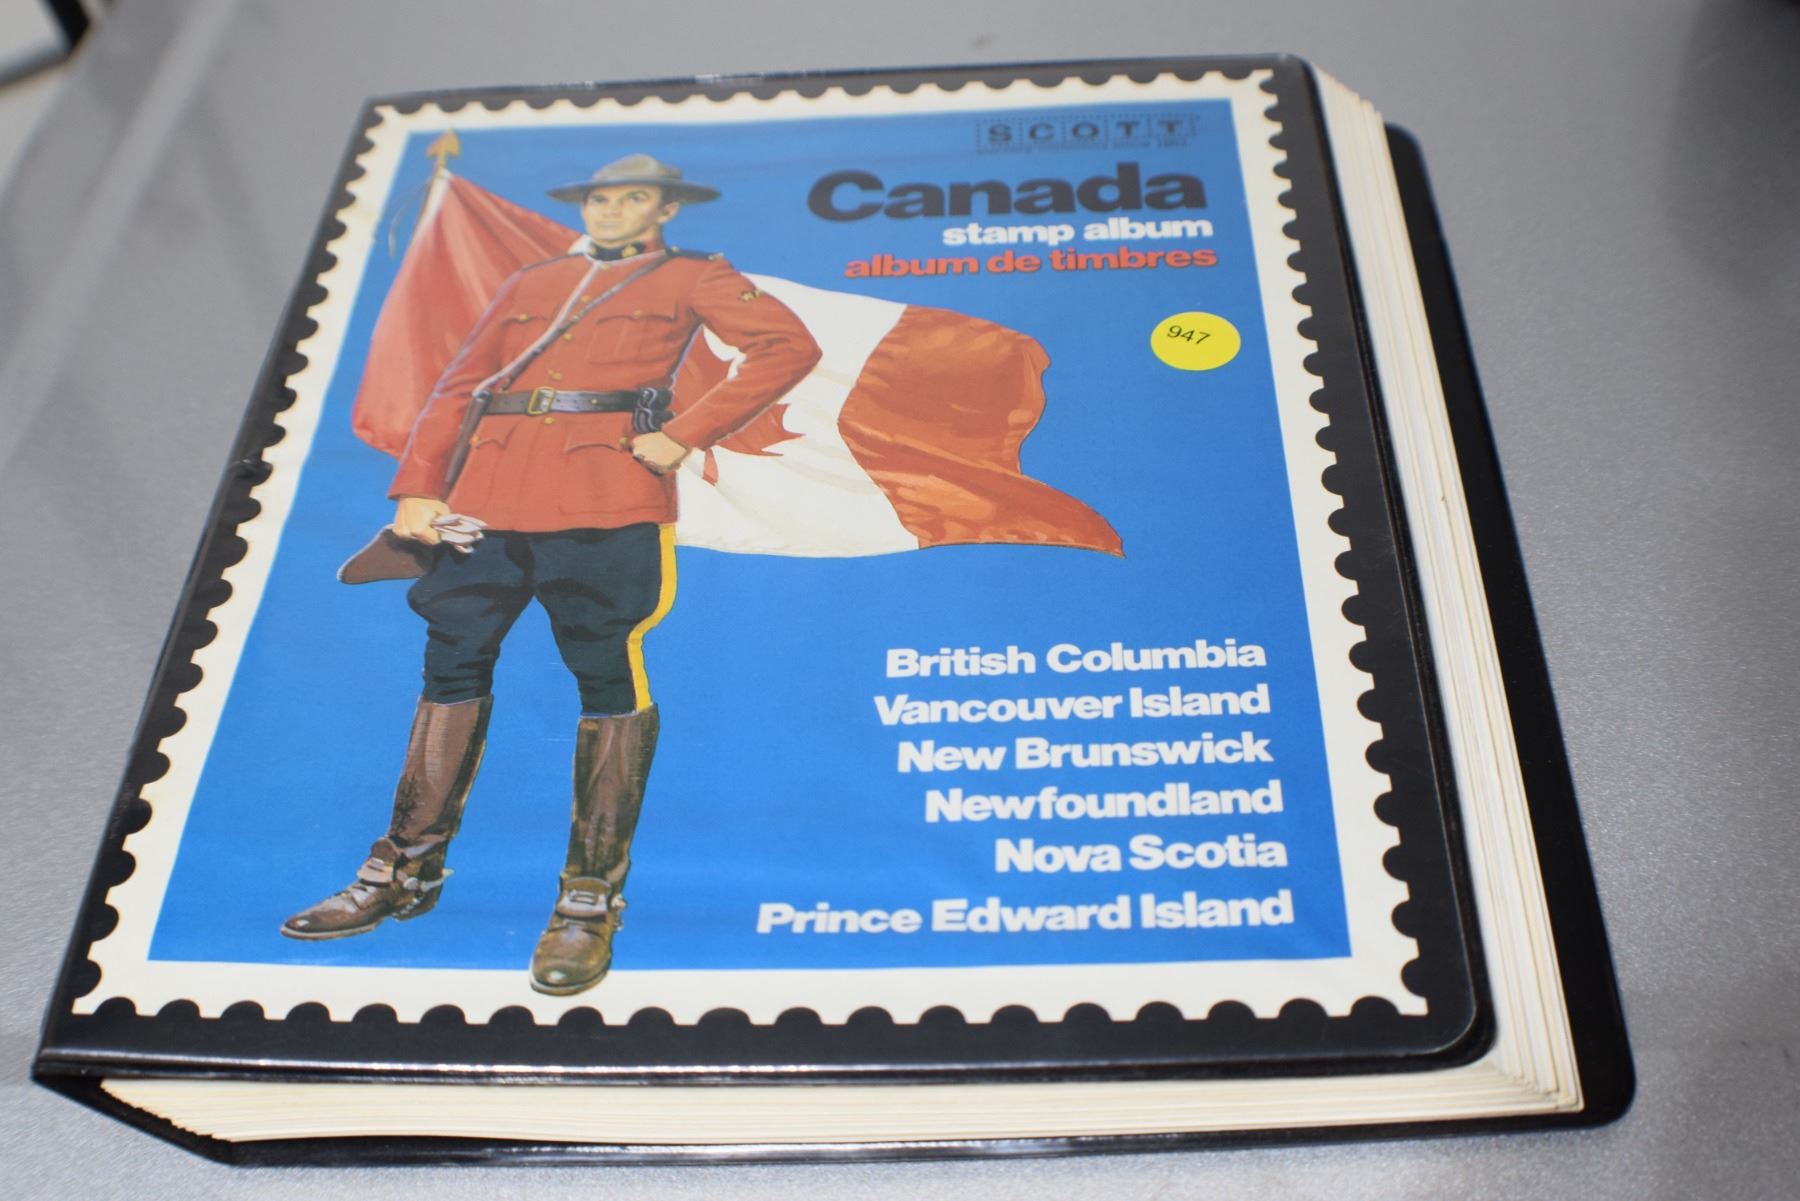 SCOTT
Canada
stamp album
album de timbres
947
British Columbia
Vancouver Island
New Brunswick
Newfoundland
Nova Scotia
Prince Edward Island